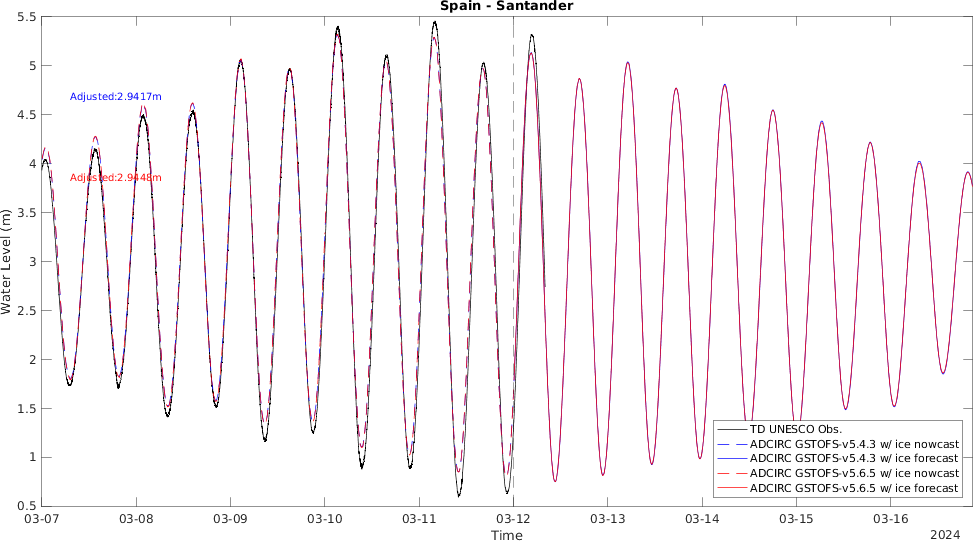 Spain - Santander
5.5
5
4.5
4
3.5
3
2.5
2
1.5
1
0.5
Water Level (m)
Adjusted:2.9417m
Adjusted:2.9448m
TD UNESCO Obs.
ADCIRC GSTOFS-v5.4.3 w/ ice nowcast
ADCIRC GSTOFS-v5.4.3 w/ ice forecast
ADCIRC GSTOFS-v5.6.5 w/ ice nowcast
ADCIRC GSTOFS-v5.6.5 w/ ice forecast
03-07 03-08 03-09 03-10 03-11 03-12 03-13 03-14 03-15 03-16
Time
2024